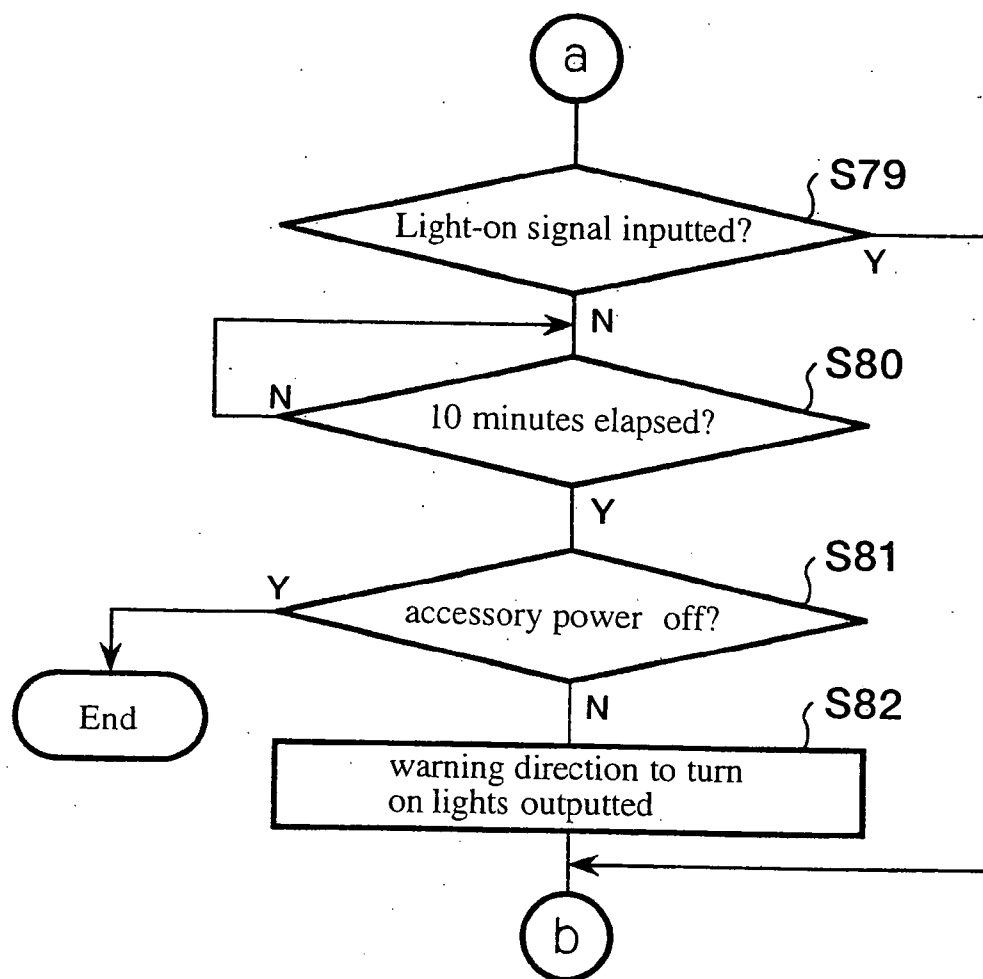 a
S79
Light-on signal inputted?
Y
N
S80
N
10 minutes elapsed?
Y
S81
Y
accessory power off?
End
N
S82
warning direction to turn
on lights outputted
b